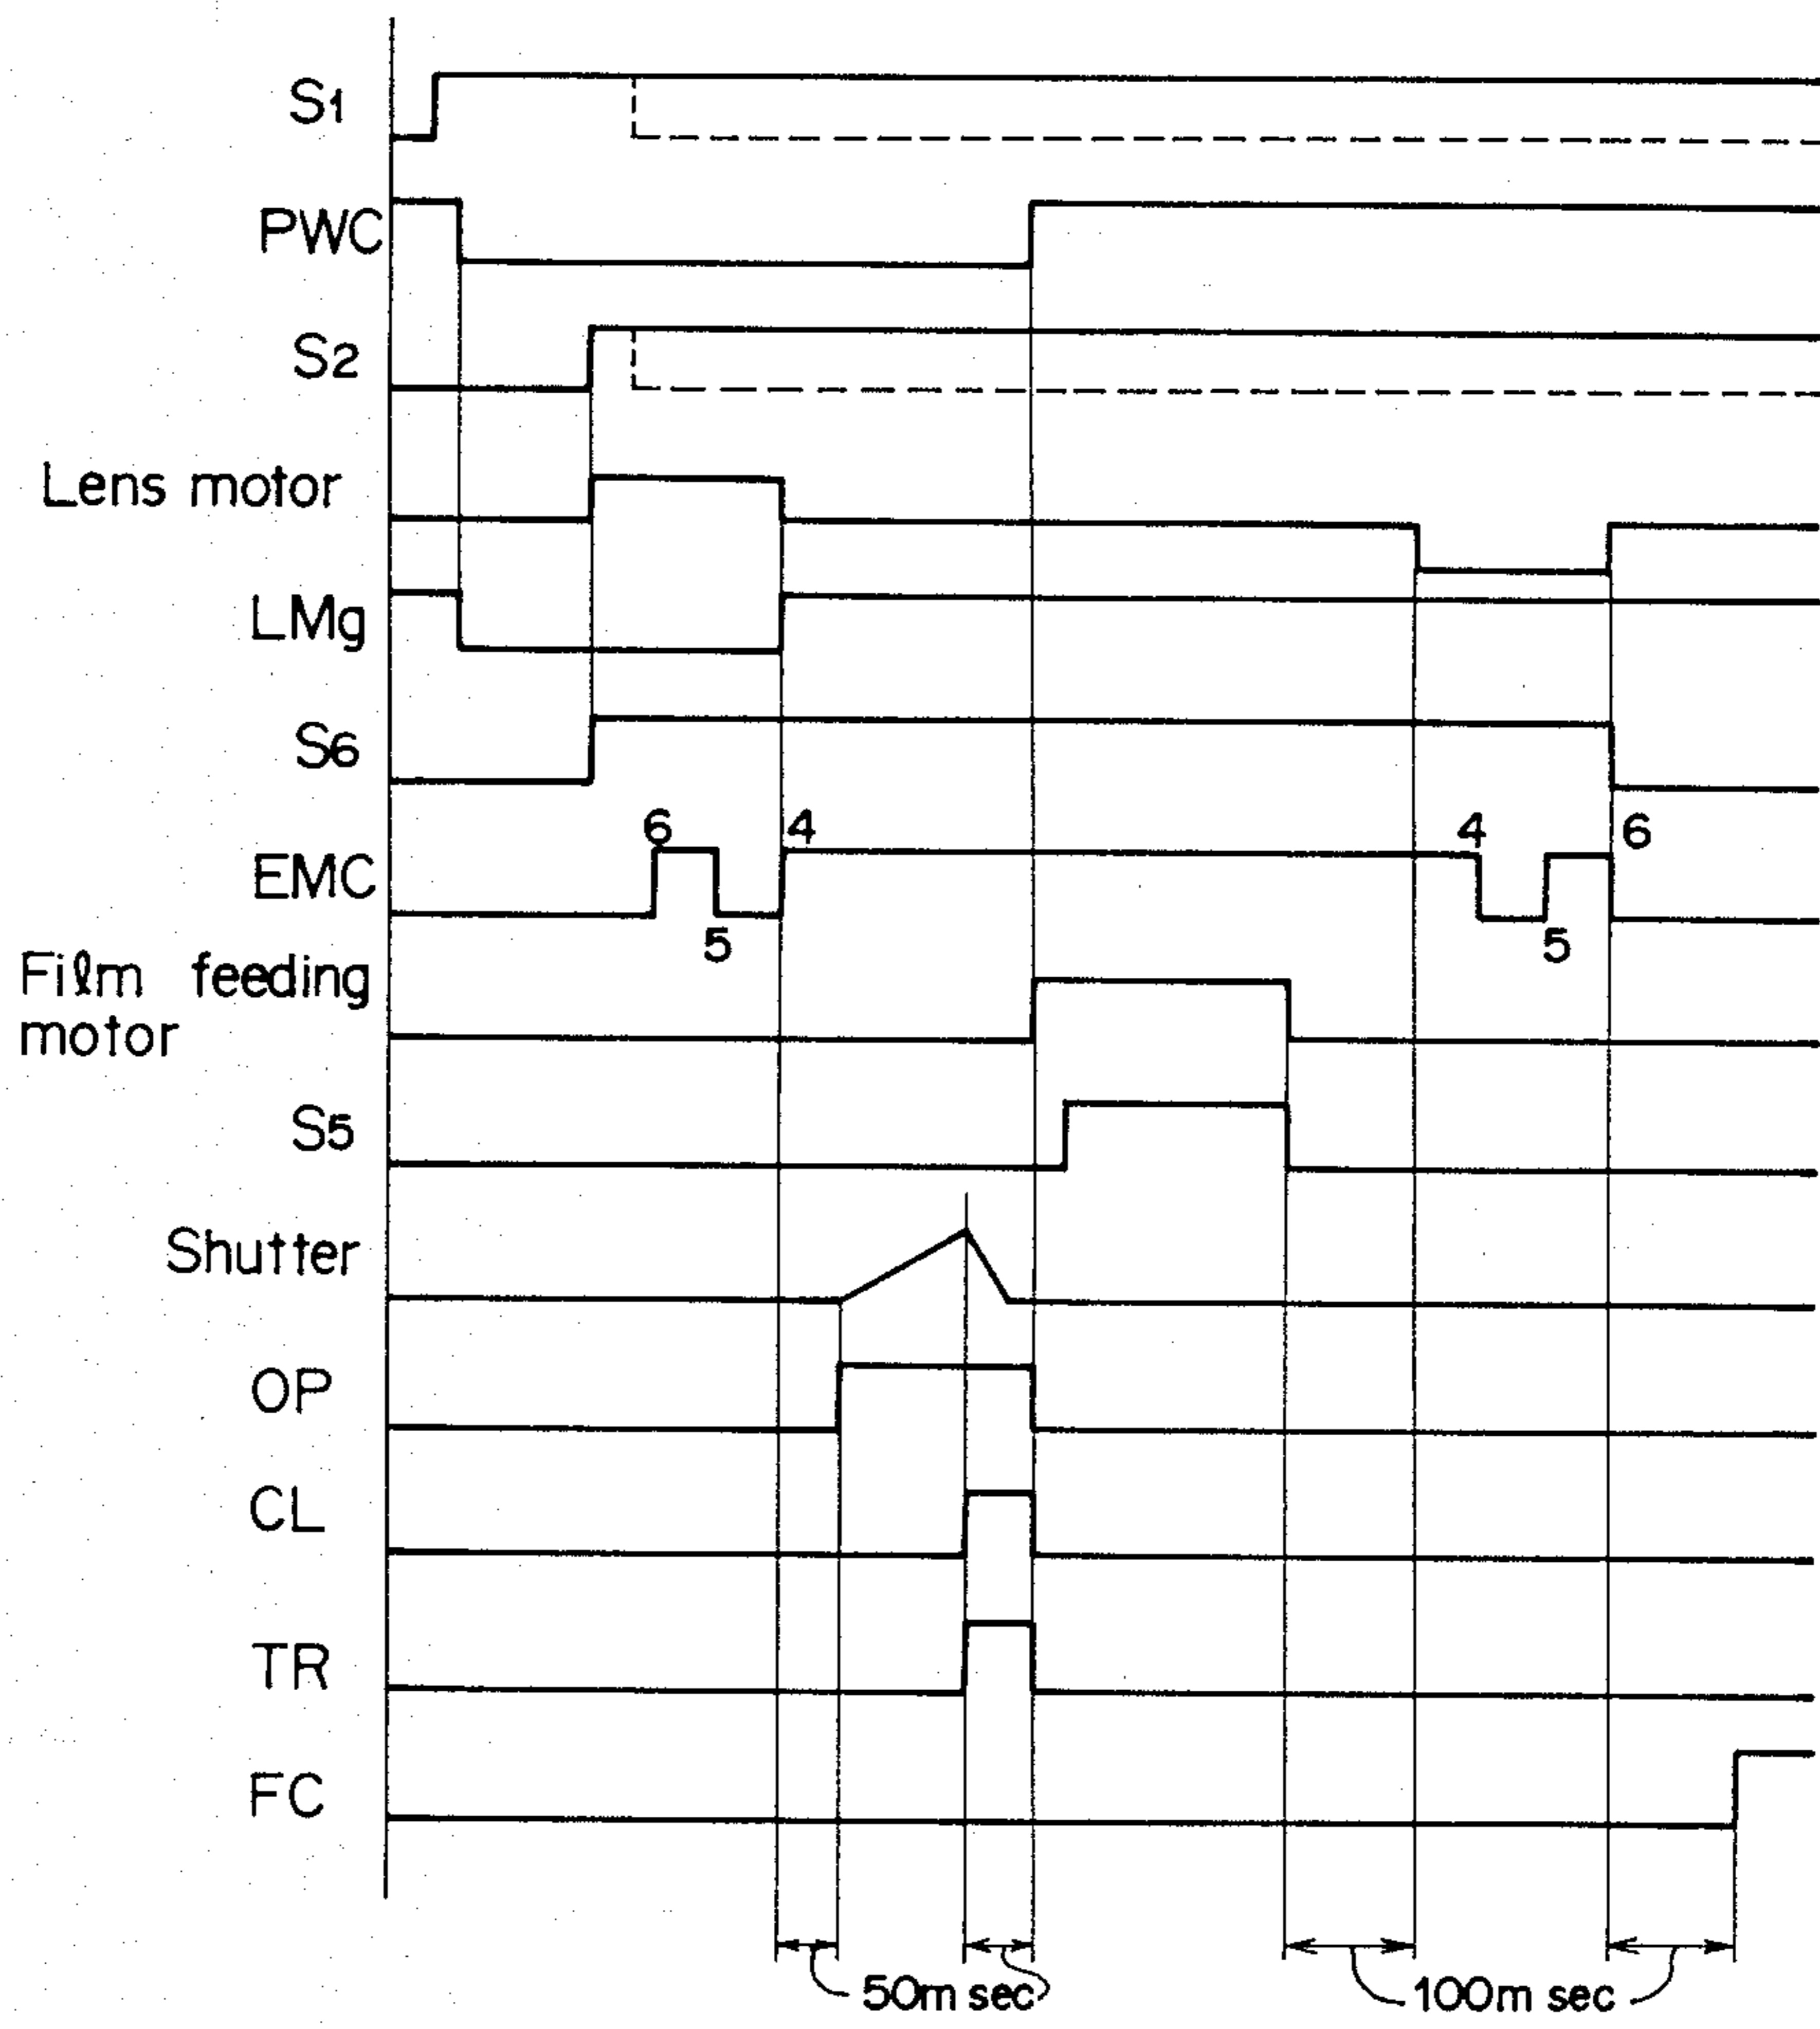 S1
PWC
S2
Lens motor
LMg
S6
6 4 4 6
EMC
5 5
Film feeding
motor
S5
Shutter
OP
CL
TR
FC
50m sec 100m sec